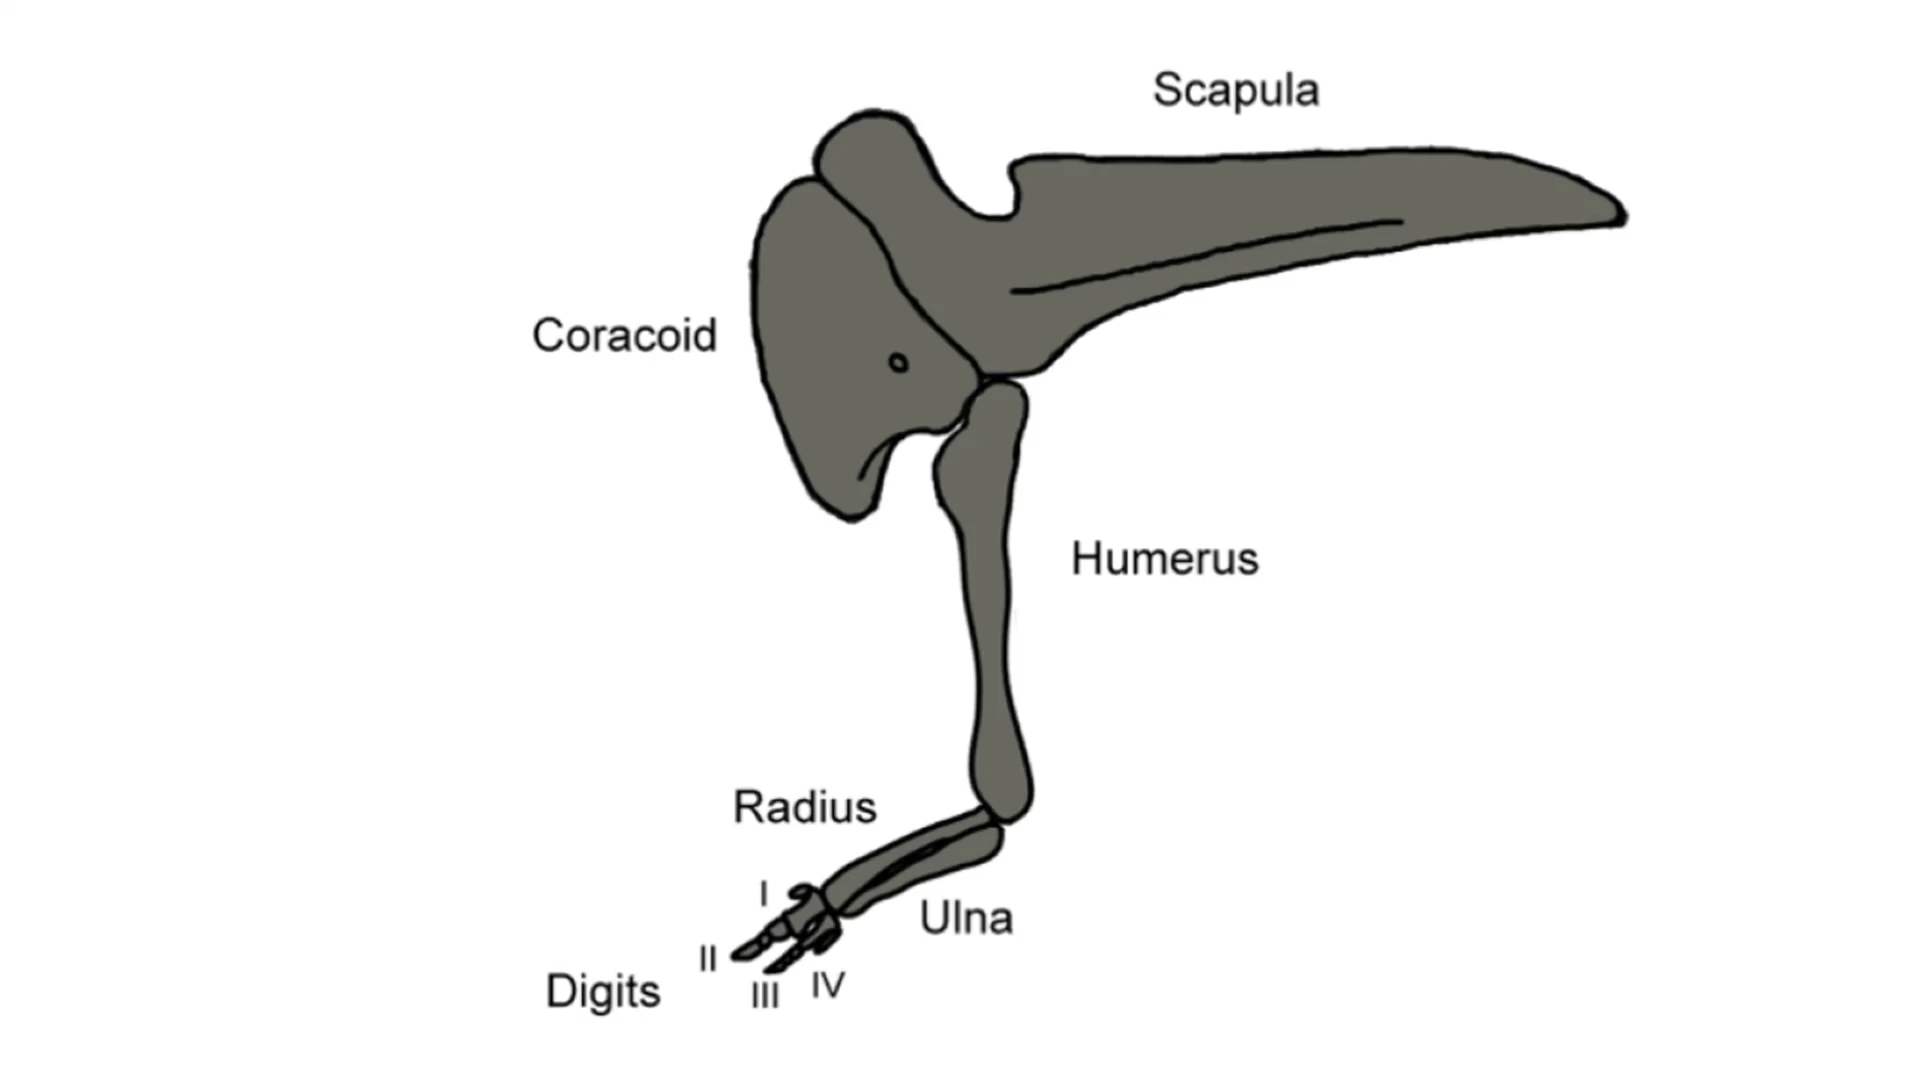 Scapula
Coracoid
Humerus
Radius
I
Ulna
II
IV
Digits
III